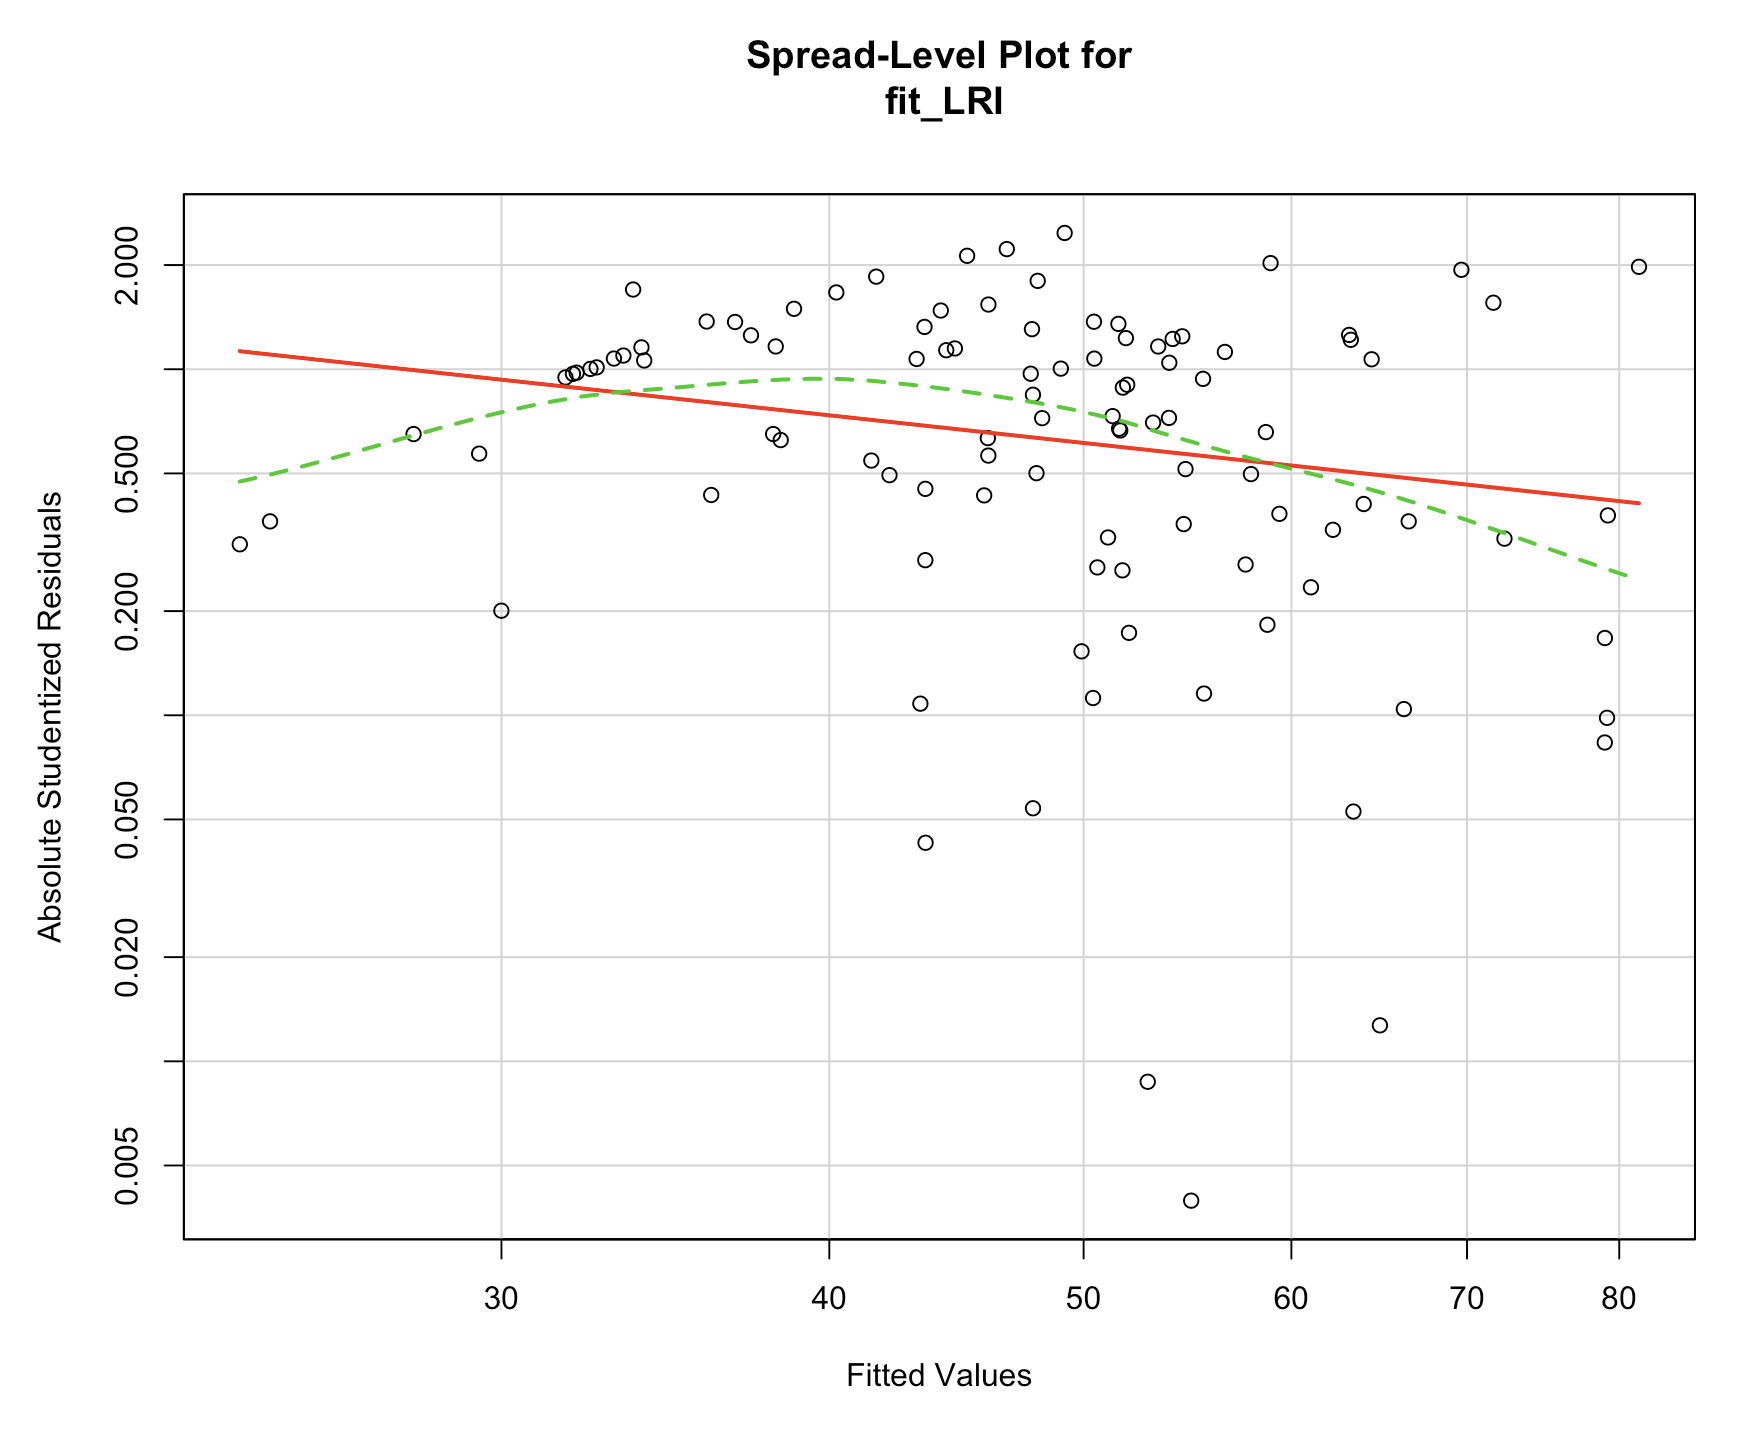 Spread-Level Plot for
fit_LRI
2.000
0.500
0.200
0.050
0.020
0.005
Absolute Studentized Residuals
30 40 50 60 70 80
Fitted Values